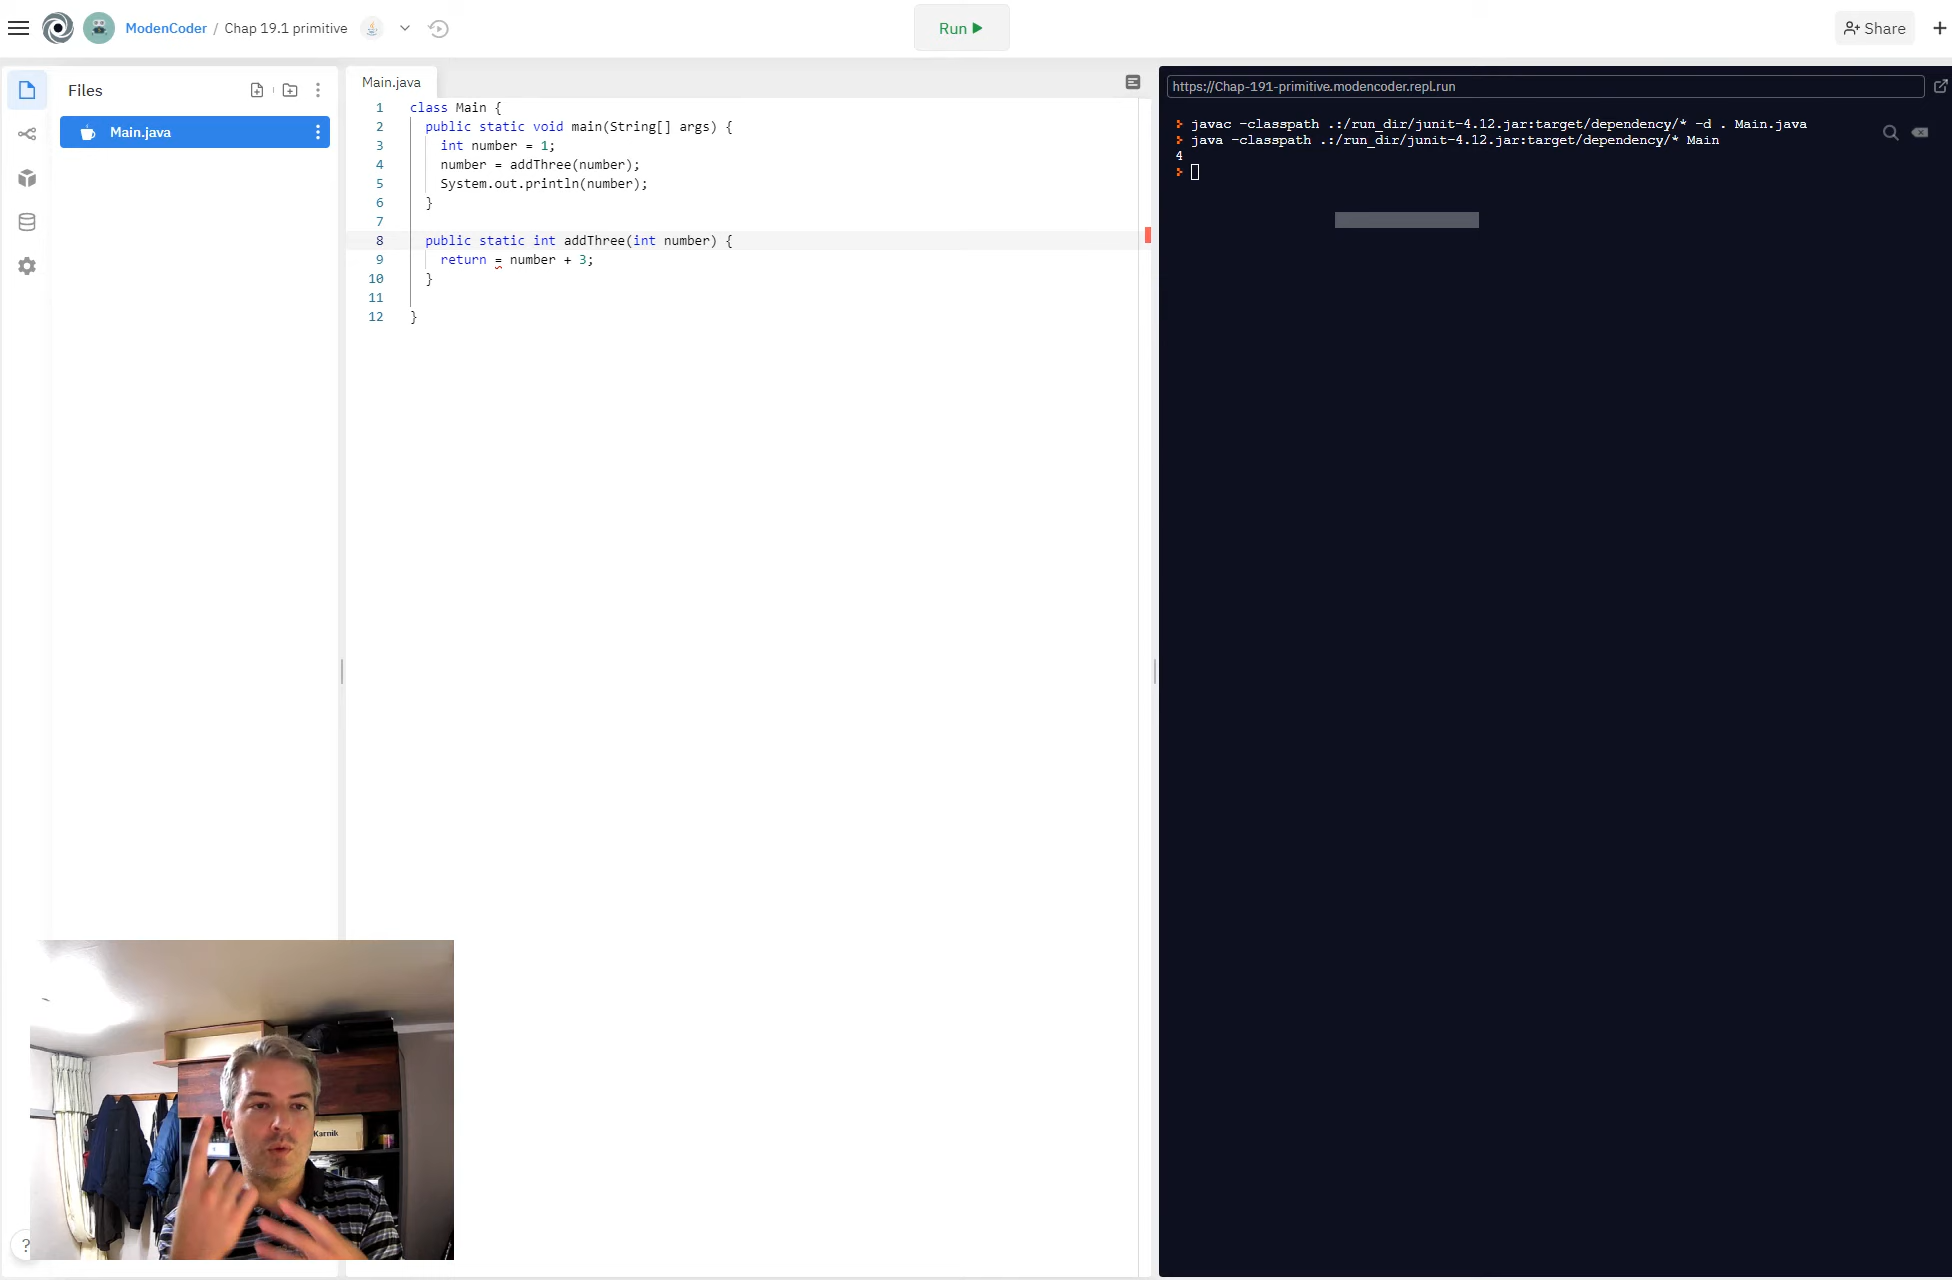 ModenCoder / Chap 19.1 primitive
Run
Share
Files
Main.java
Main.java
1 class Main {
2 public static void main(String[] args) {
3 int number = 1;
4 number = addThree(number);
5 System.out.println(number);
6 }
7
8 public static int addThree(int number) {
9 return = number + 3;
10 }
11
12 }
https://Chap-191-primitive.modencoder.repl.run
javac -classpath .:/run_dir/junit-4.12.jar:target/dependency/* -d . Main.java
java -classpath .:/run_dir/junit-4.12.jar:target/dependency/* Main
4
Karnik
?